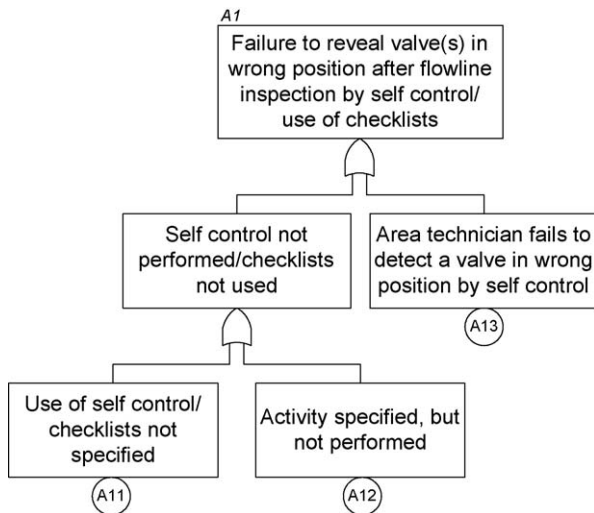 A1
Failure to reveal valve(s) in
wrong position after flowline
inspection by self control/
use of checklists
Self control not
performed/checklists
not used
Area technician fails to
detect a valve in wrong
position by self control
A13
Use of self control/
checklists not
specified
Activity specified, but
not performed
A11
A12